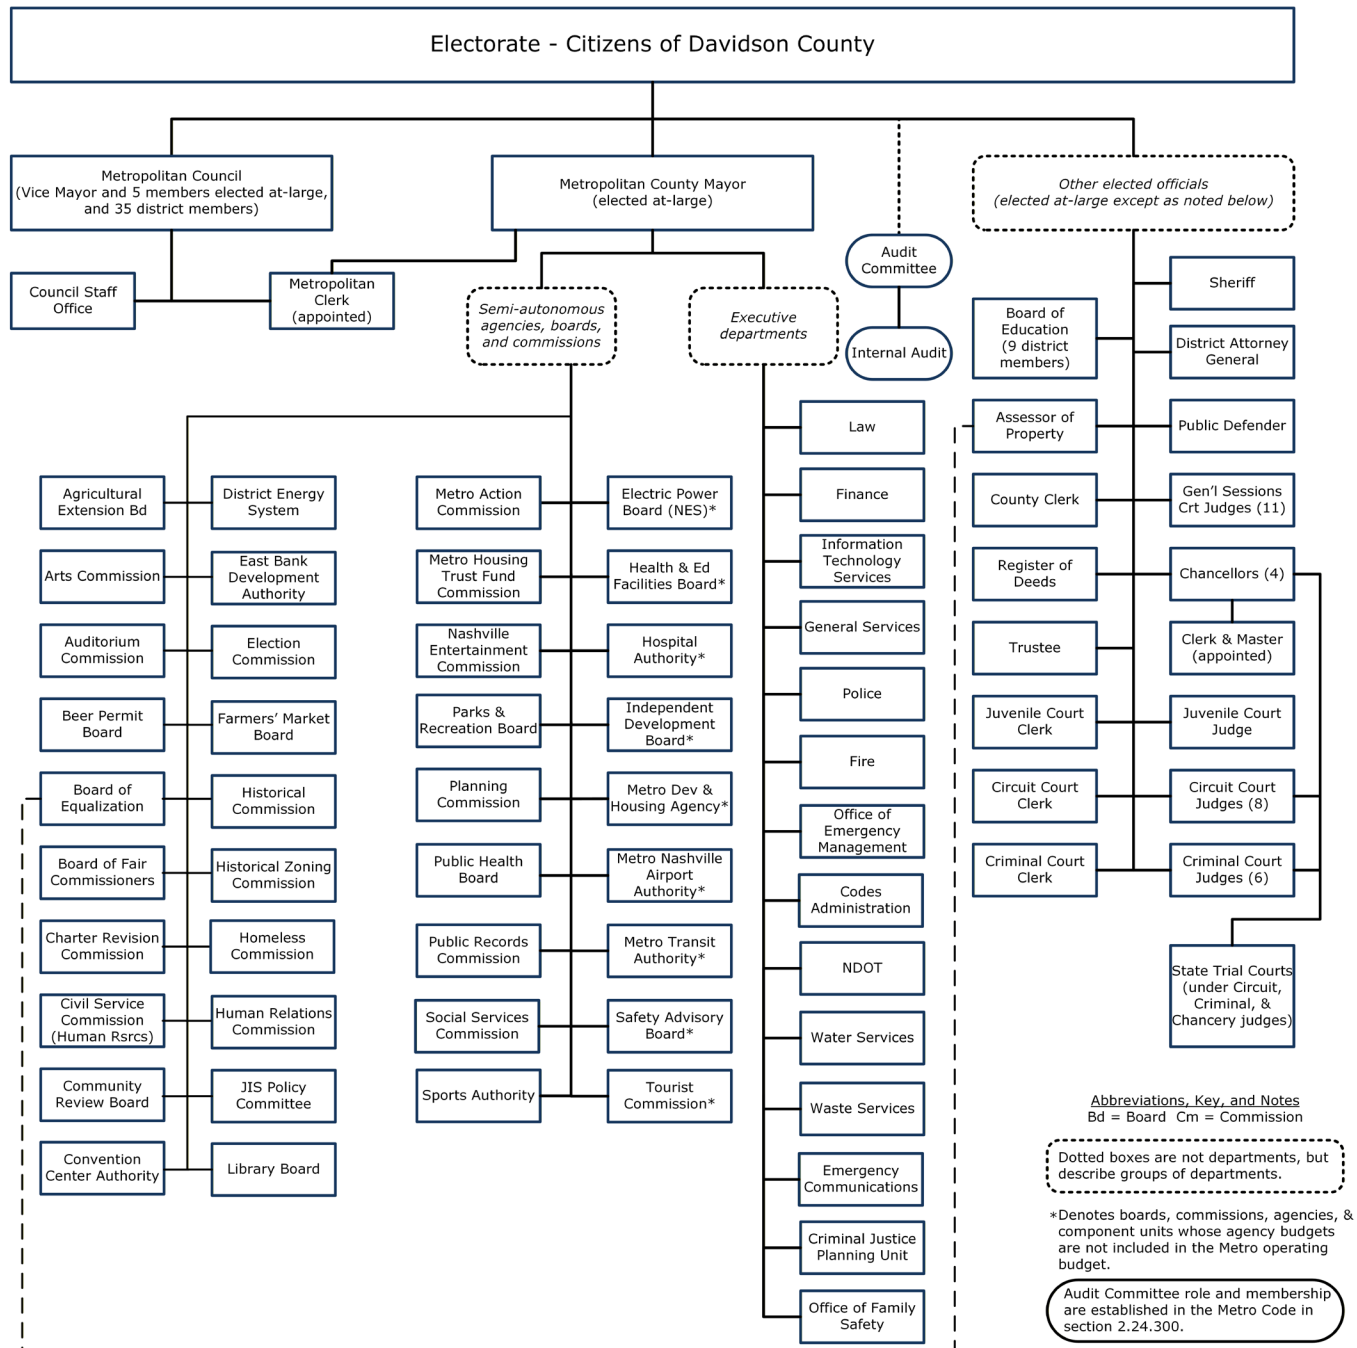 Electorate - Citizens of Davidson County
Metropolitan Council
(Vice Mayor and 5 members elected at-large,
and 35 district members)
Metropolitan County Mayor
(elected at-large)
Other elected officials
(elected at-large except as noted below)
Council Staff
Office
Metropolitan
Clerk
(appointed)
Semi-autonomous
agencies, boards,
and commissions
Executive
departments
Audit
Committee
Internal Audit
Agricultural
Extension Bd
District Energy
System
Arts Commission
East Bank
Development
Authority
Auditorium
Commission
Election
Commission
Beer Permit
Board
Farmers’ Market
Board
Board of
Equalization
Historical
Commission
Board of Fair
Commissioners
Historical Zoning
Commission
Charter Revision
Commission
Homeless
Commission
Civil Service
Commission
(Human Rsrcs)
Human Relations
Commission
Community
Review Board
JIS Policy
Committee
Convention
Center Authority
Library Board
Metro Action
Commission
Electric Power
Board (NES)*
Metro Housing
Trust Fund
Commission
Health & Ed
Facilities Board*
Nashville
Entertainment
Commission
Hospital
Authority*
Parks &
Recreation Board
Independent
Development
Board*
Planning
Commission
Metro Dev &
Housing Agency*
Public Health
Board
Metro Nashville
Airport
Authority*
Public Records
Commission
Metro Transit
Authority*
Social Services
Commission
Safety Advisory
Board*
Sports Authority
Tourist
Commission*
Law
Finance
Information
Technology
Services
General Services
Police
Fire
Office of
Emergency
Management
Codes
Administration
NDOT
Water Services
Waste Services
Emergency
Communications
Criminal Justice
Planning Unit
Office of Family
Safety
Sheriff
Board of
Education
(9 district
members)
District Attorney
General
Assessor of
Property
Public Defender
County Clerk
Gen’l Sessions
Crt Judges (11)
Register of
Deeds
Chancellors (4)
Trustee
Clerk & Master
(appointed)
Juvenile Court
Clerk
Juvenile Court
Judge
Circuit Court
Clerk
Circuit Court
Judges (8)
Criminal Court
Clerk
Criminal Court
Judges (6)
State Trial Courts
(under Circuit,
Criminal, &
Chancery judges)
Abbreviations, Key, and Notes
Bd = Board Cm = Commission
Dotted boxes are not departments, but
describe groups of departments.
*Denotes boards, commissions, agencies, &
component units whose agency budgets
are not included in the Metro operating
budget.
Audit Committee role and membership
are established in the Metro Code in
section 2.24.300.